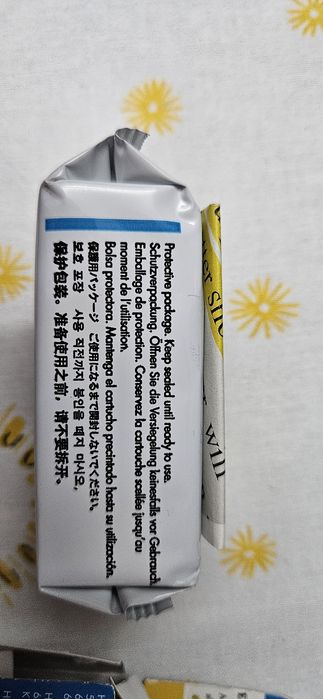 Protective package. Keep sealed until ready to use.
Schutzverpackung. Öffnen Sie die Versiegelung keinesfalls vor Gebrauch.
Emballage de protection. Conservez la cartouche scellée jusqu'au
moment de l'utilisation.
Bolsa protectora. Mantenga el cartucho precintado hasta su utilización.
保護用パッケージ ご使用になるまで開封しないでください。
보호 포장 사용 직전까지 봉인을 떼지 마시오.
保护包装。准备使用之前，请不要拆开。
will